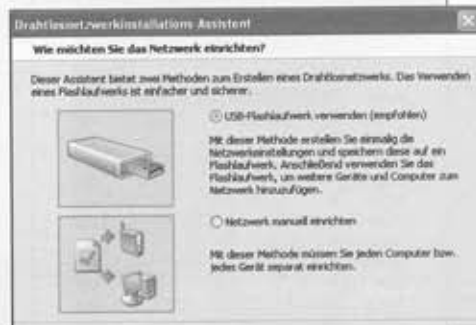 Drahtlosnetzwerkinstallations Assistent
Wie möchten Sie das Netzwerk einrichten?
Dieser Assistent bietet zwei Methoden zum Erstellen eines Drahtlosnetzwerks. Das Verwenden
eines Flashlaufwerks ist einfacher und sicherer.
USB-Flashlaufwerk verwenden (empfohlen)
Mit dieser Methode erstellen Sie einmalig die
Netzwerkeinstellungen und speichern diese auf ein
Flashlaufwerk. Anschließend verwenden Sie das
Flashlaufwerk, um weitere Geräte und Computer zum
Netzwerk hinzuzufügen.
Netzwerk manuell einrichten
Mit dieser Methode müssen Sie jeden Computer bzw.
jedes Gerät separat einrichten.